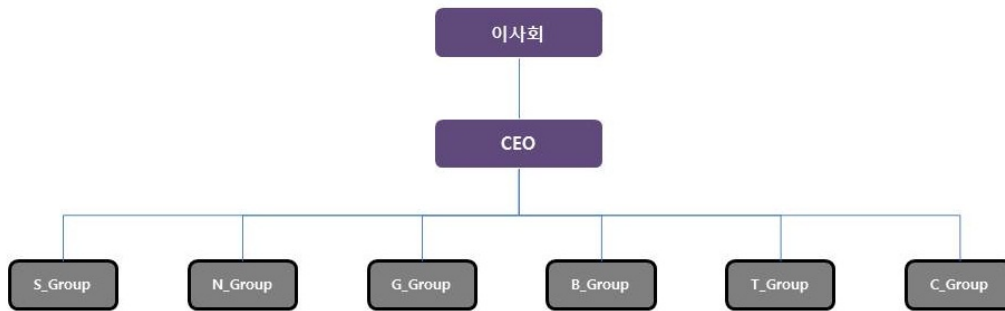 이사회
CEO
S_Group
N_Group
G_Group
B_Group
T_Group
C_Group